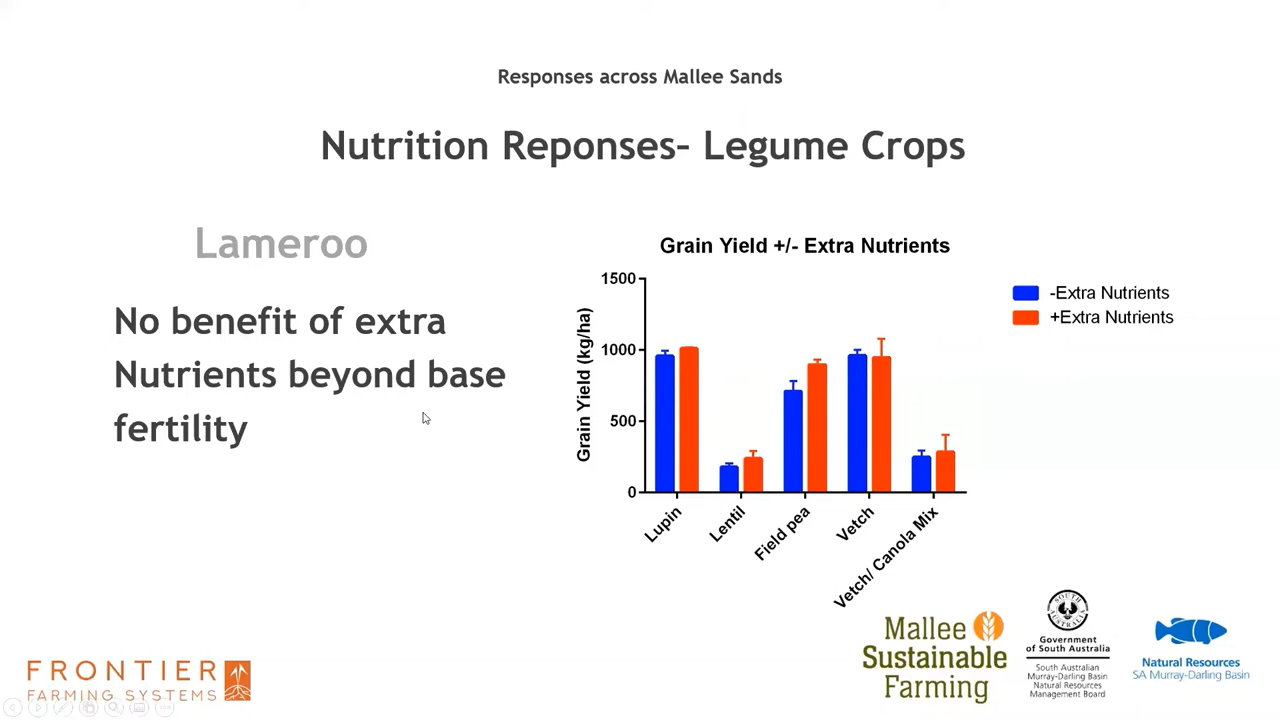 Responses across Mallee Sands
Nutrition Reponses– Legume Crops
Lameroo
No benefit of extra
Nutrients beyond base
fertility
Grain Yield +/- Extra Nutrients
Grain Yield (kg/ha)
1500
1000
500
0
Lupin
Lentil
Field pea
Vetch
Vetch/ Canola Mix
-Extra Nutrients
+Extra Nutrients
FRONTIER
FARMING SYSTEMS
Mallee
Sustainable
Farming
SOUTH
AUSTRALIA
Government
of South Australia
South Australian
Murray-Darling Basin
Natural Resources
Management Board
Natural Resources
SA Murray-Darling Basin